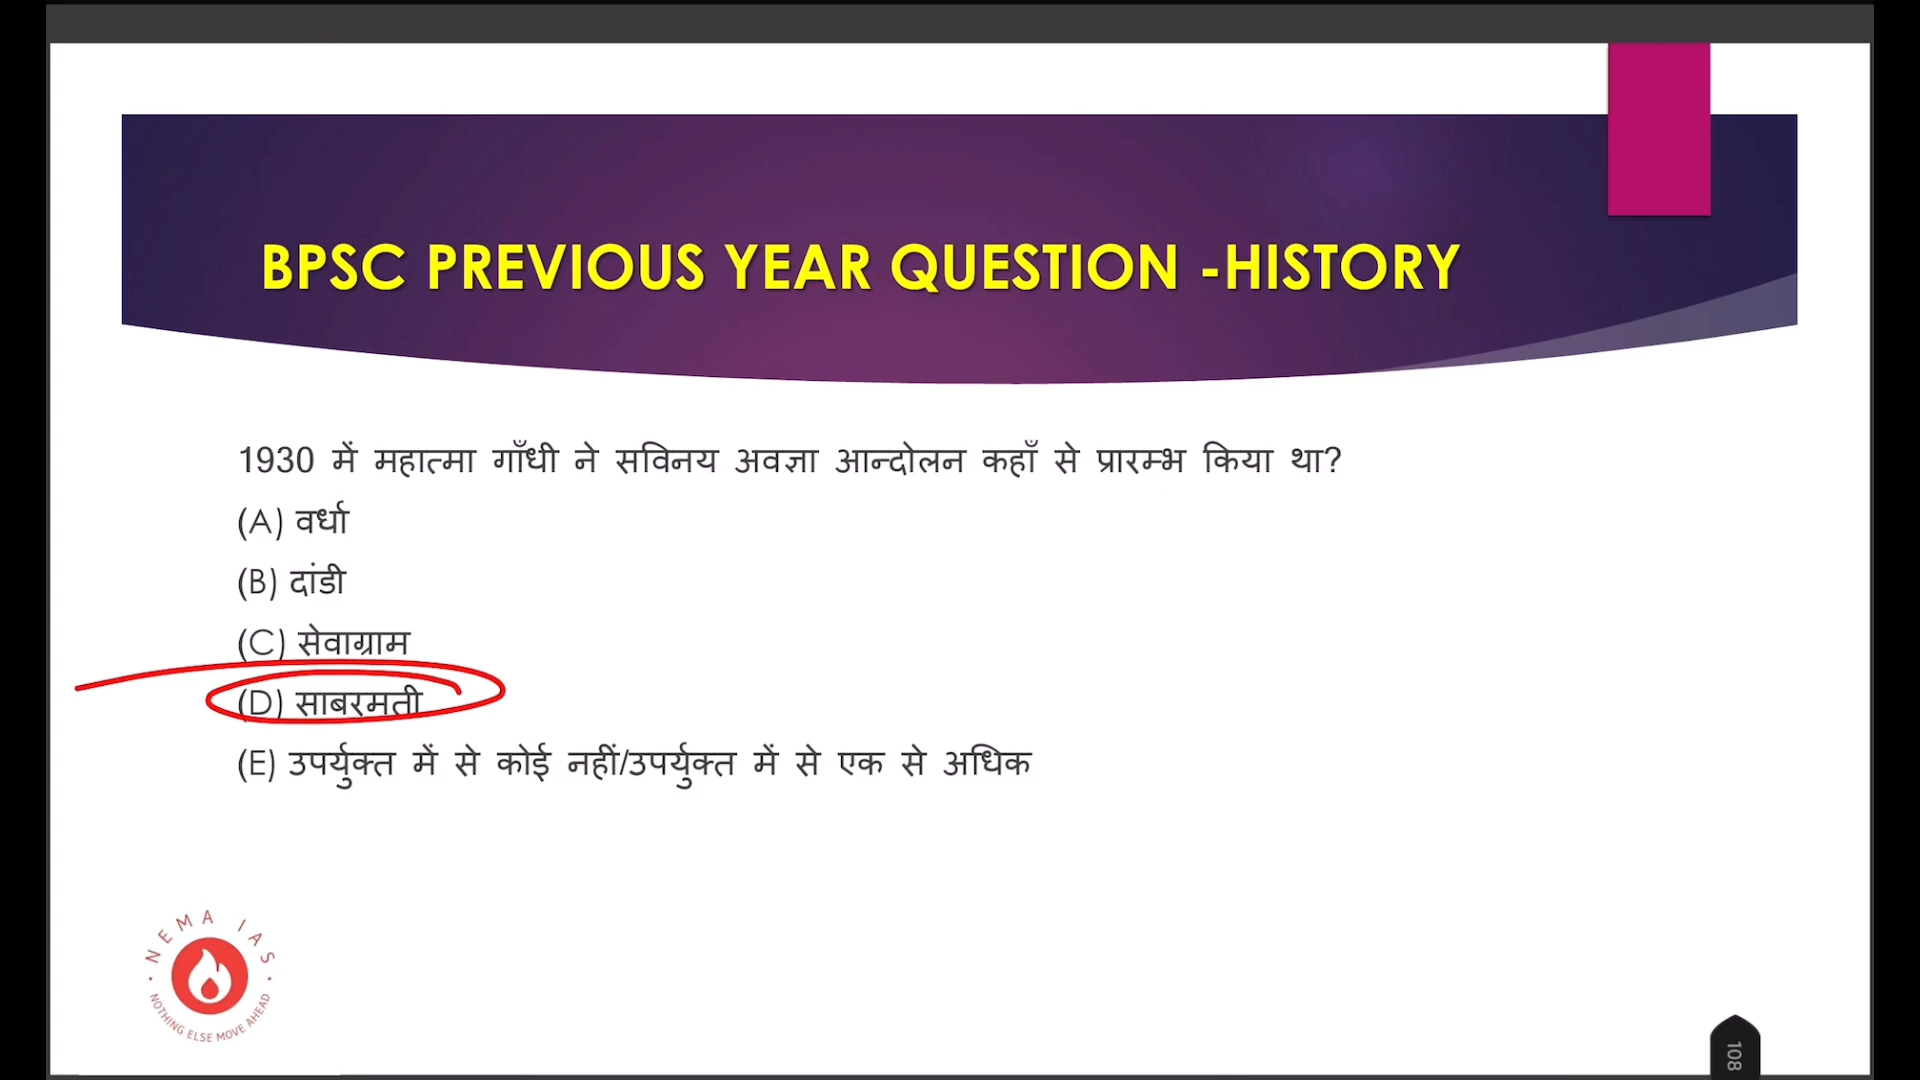 BPSC PREVIOUS YEAR QUESTION -HISTORY
1930 में महात्मा गाँधी ने सविनय अवज्ञा आन्दोलन कहाँ से प्रारम्भ किया था?
(A) वर्धा
(B) दांडी
(C) सेवाग्राम
(D) साबरमती
(E) उपर्युक्त में से कोई नहीं/उपर्युक्त में से एक से अधिक
NEMA IAS
NOTHING ELSE MOVE AHEAD
108